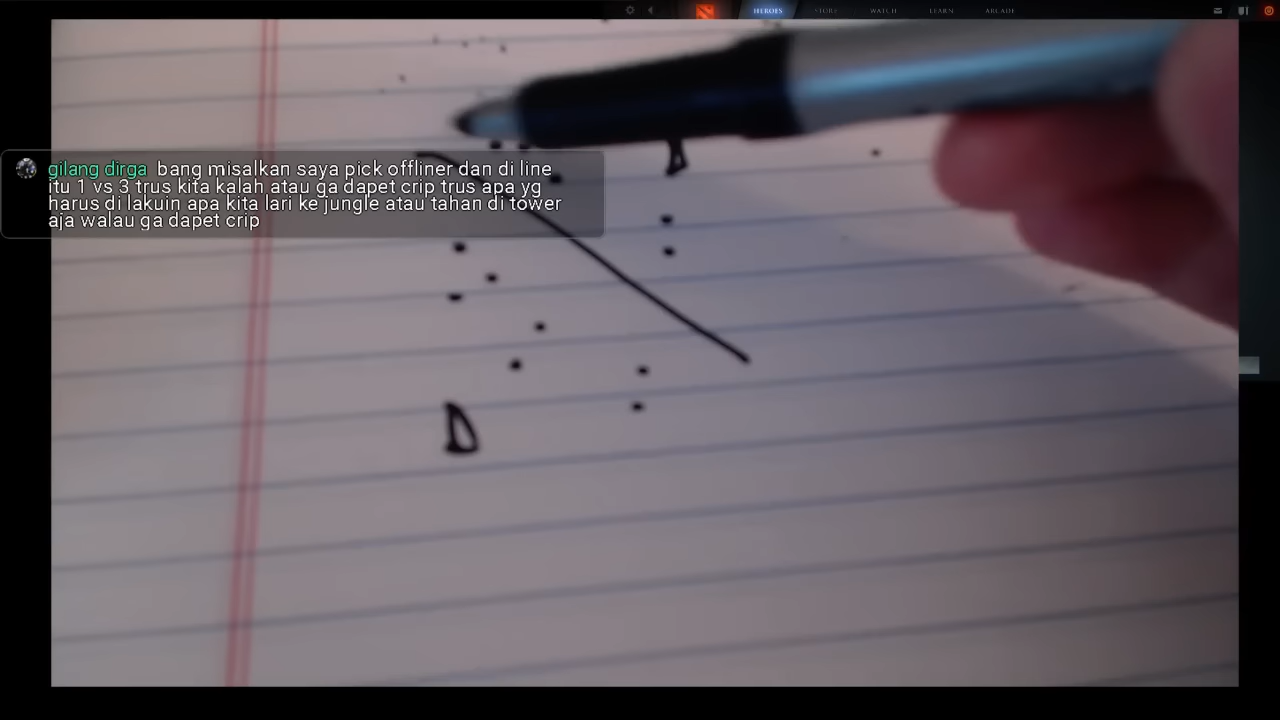 HEROES
STORE
WATCH
LEARN
ARCADE
gilang dirga bang misalkan saya pick offliner dan di line
itu 1 vs 3 trus kita kalah atau ga dapet crip trus apa yg
harus di lakuin apa kita lari ke jungle atau tahan di tower
aja walau ga dapet crip
D